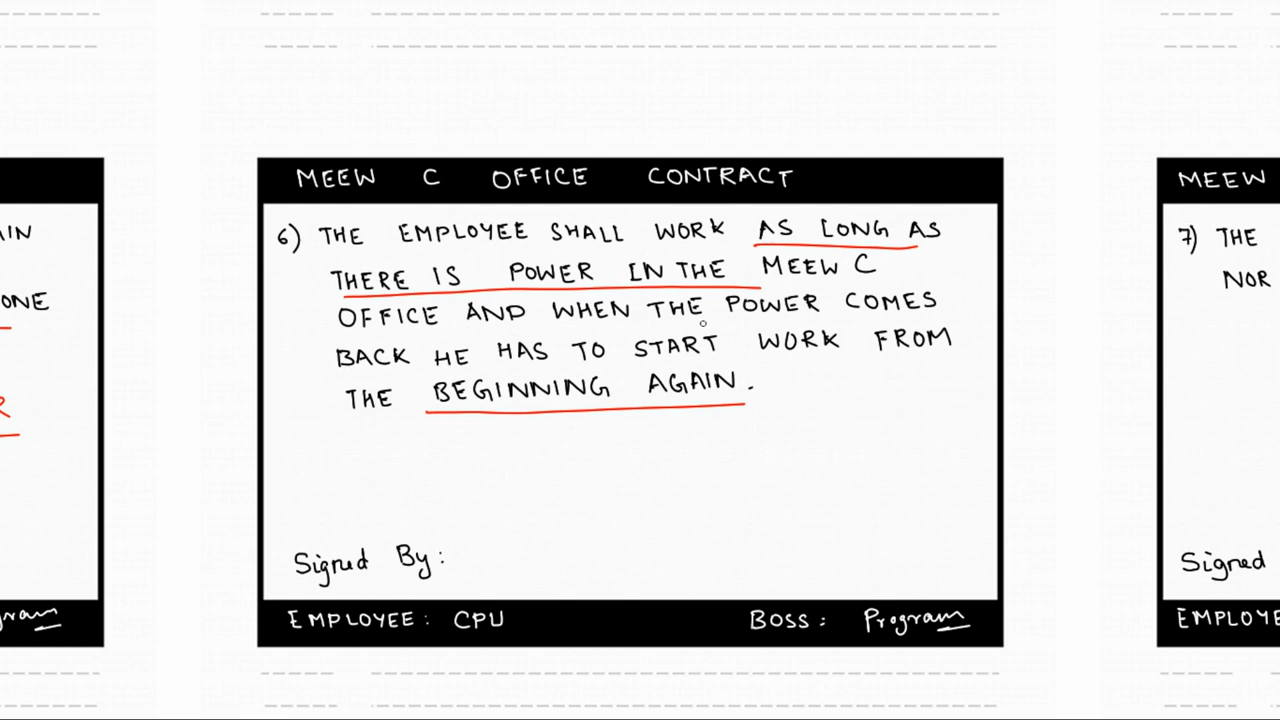 MEEW C OFFICE CONTRACT
6) THE EMPLOYEE SHALL WORK AS LONG AS
THERE IS POWER IN THE MEEW C
OFFICE AND WHEN THE POWER COMES
BACK HE HAS TO START WORK FROM
THE BEGINNING AGAIN.
Signed By:
EMPLOYEE: CPU BOSS: Program
ONE
MEEW
7) THE
NOR
Signed